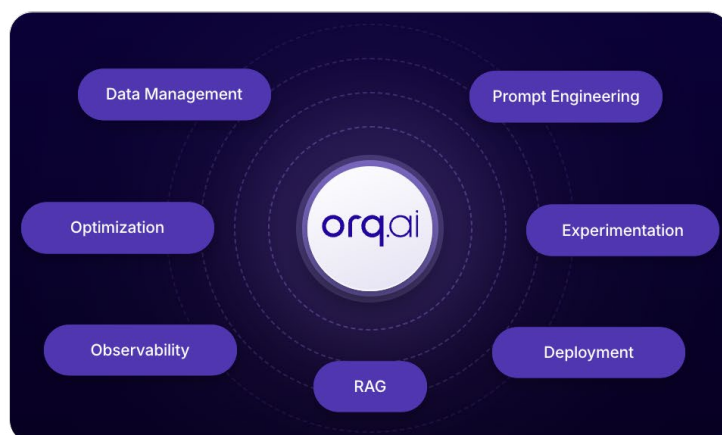 Data Management
Prompt Engineering
Optimization
orq.ai
Experimentation
Observability
Deployment
RAG